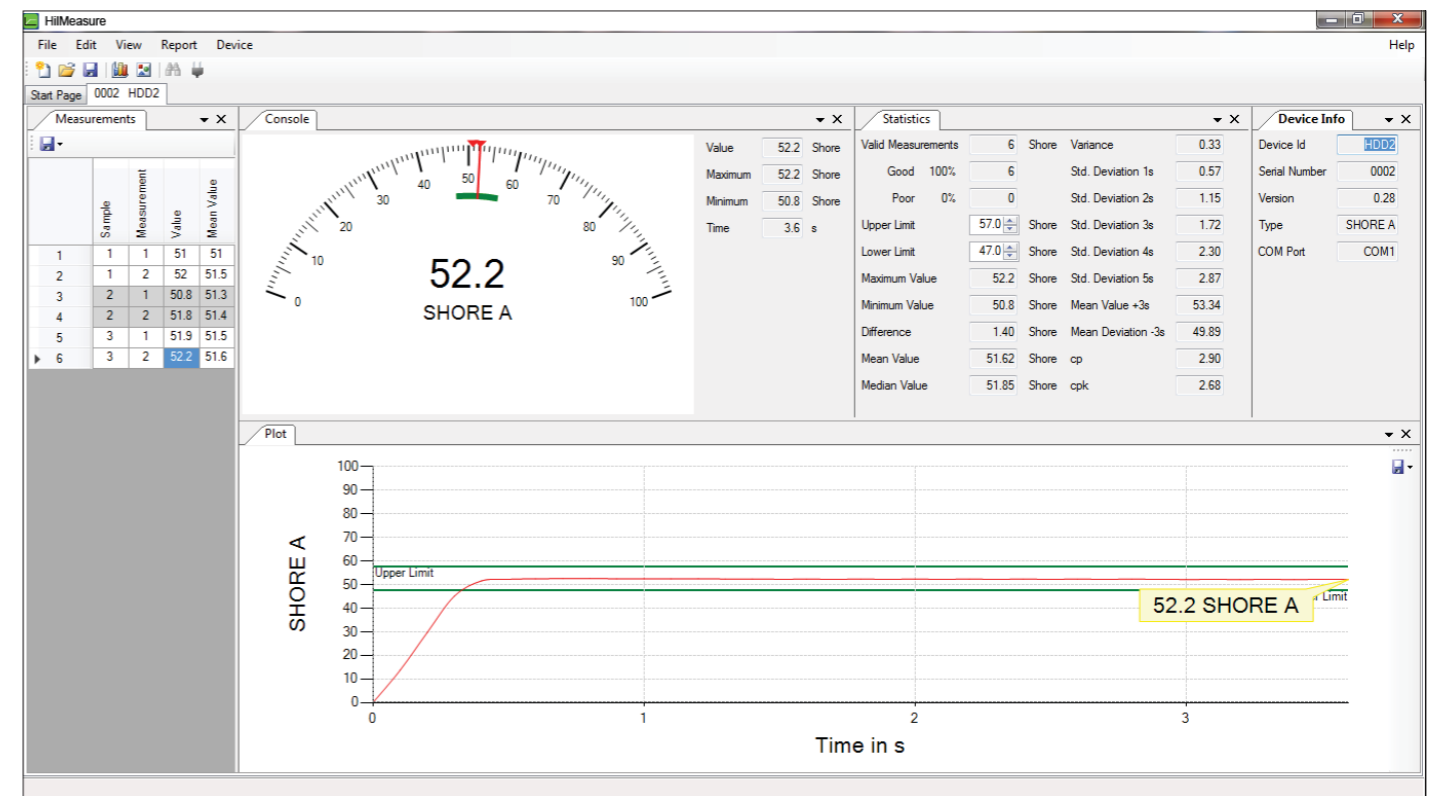 HilMeasure
File Edit View Report Device Help
Start Page 0002 HDD2
Measurements
Sample Measurement Value Mean Value
1 1 1 51 51
2 1 2 52 51.5
3 2 1 50.8 51.3
4 2 2 51.8 51.4
5 3 1 51.9 51.5
6 3 2 52.2 51.6
Console
0 10 20 30 40 50 60 70 80 90 100
52.2
SHORE A
Value 52.2 Shore
Maximum 52.2 Shore
Minimum 50.8 Shore
Time 3.6 s
Statistics
Valid Measurements 6 Shore Variance 0.33
Good 100% 6 Std. Deviation 1s 0.57
Poor 0% 0 Std. Deviation 2s 1.15
Upper Limit 57.0 Shore Std. Deviation 3s 1.72
Lower Limit 47.0 Shore Std. Deviation 4s 2.30
Maximum Value 52.2 Shore Std. Deviation 5s 2.87
Minimum Value 50.8 Shore Mean Value +3s 53.34
Difference 1.40 Shore Mean Deviation -3s 49.89
Mean Value 51.62 Shore cp 2.90
Median Value 51.85 Shore cpk 2.68
Device Info
Device Id HDD2
Serial Number 0002
Version 0.28
Type SHORE A
COM Port COM1
Plot
SHORE A
100
90
80
70
60
50
40
30
20
10
0
Upper Limit
Limit
52.2 SHORE A
0 1 2 3
Time in s